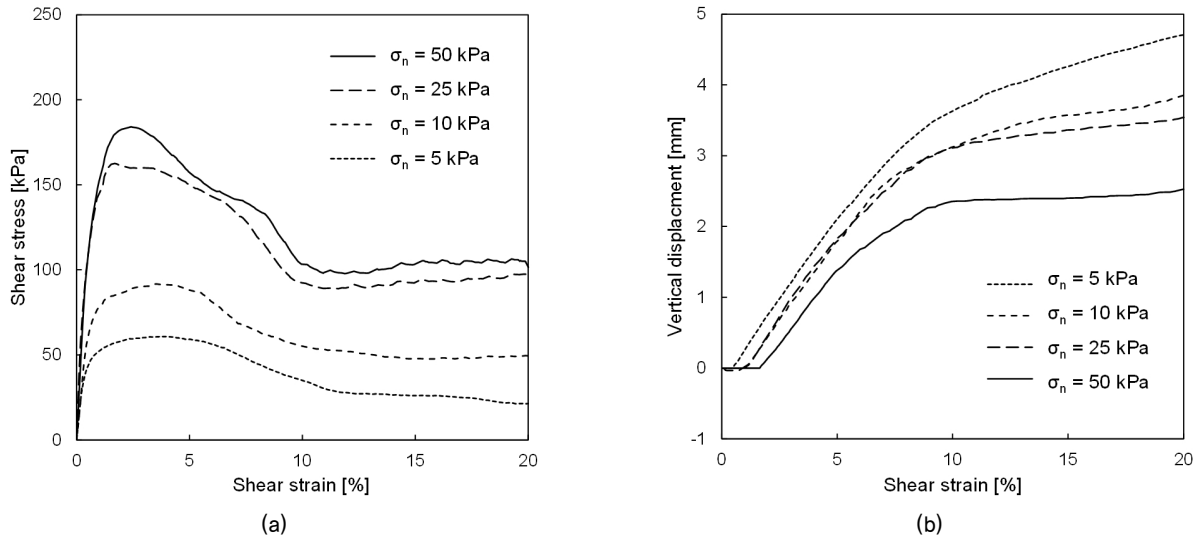 250
200
150
100
50
0
Shear stress [kPa]
σn = 50 kPa
σn = 25 kPa
σn = 10 kPa
σn = 5 kPa
0 5 10 15 20
Shear strain [%]
(a)
5
4
3
2
1
0
-1
Vertical displacment [mm]
σn = 5 kPa
σn = 10 kPa
σn = 25 kPa
σn = 50 kPa
0 5 10 15 20
Shear strain [%]
(b)